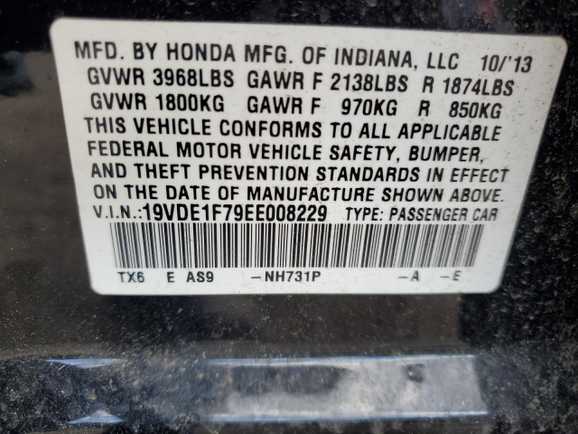 MFD. BY HONDA MFG. OF INDIANA, LLC 10/'13
GVWR 3968LBS GAWR F 2138LBS R 1874LBS
GVWR 1800KG GAWR F 970KG R 850KG
THIS VEHICLE CONFORMS TO ALL APPLICABLE
FEDERAL MOTOR VEHICLE SAFETY, BUMPER,
AND THEFT PREVENTION STANDARDS IN EFFECT
ON THE DATE OF MANUFACTURE SHOWN ABOVE.
V.I.N.:19VDE1F79EE008229 TYPE: PASSENGER CAR
TX6 E AS9 -NH731P -A -E